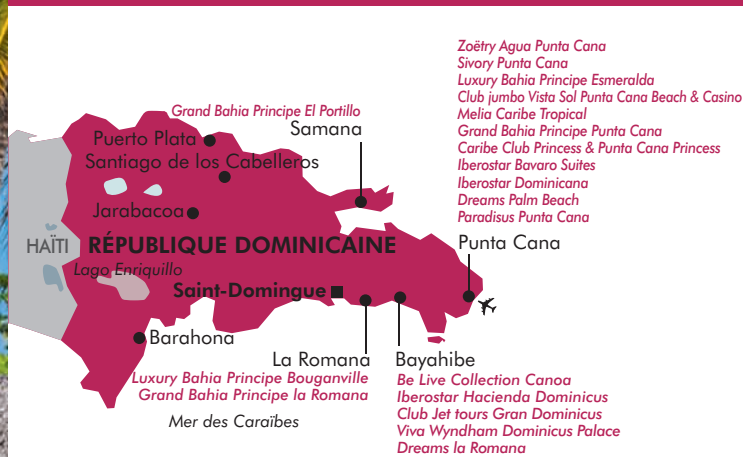 Zoëtry Agua Punta Cana
Sivory Punta Cana
Luxury Bahia Principe Esmeralda
Club jumbo Vista Sol Punta Cana Beach & Casino
Melia Caribe Tropical
Grand Bahia Principe Punta Cana
Caribe Club Princess & Punta Cana Princess
Iberostar Bavaro Suites
Iberostar Dominicana
Dreams Palm Beach
Paradisus Punta Cana
Punta Cana
Grand Bahia Principe El Portillo
Samana
Puerto Plata
Santiago de los Cabelleros
Jarabacoa
HAÏTI
RÉPUBLIQUE DOMINICAINE
Lago Enriquillo
Saint-Domingue
Barahona
La Romana
Luxury Bahia Principe Bouganville
Grand Bahia Principe la Romana
Bayahibe
Be Live Collection Canoa
Iberostar Hacienda Dominicus
Club Jet tours Gran Dominicus
Viva Wyndham Dominicus Palace
Dreams la Romana
Mer des Caraïbes